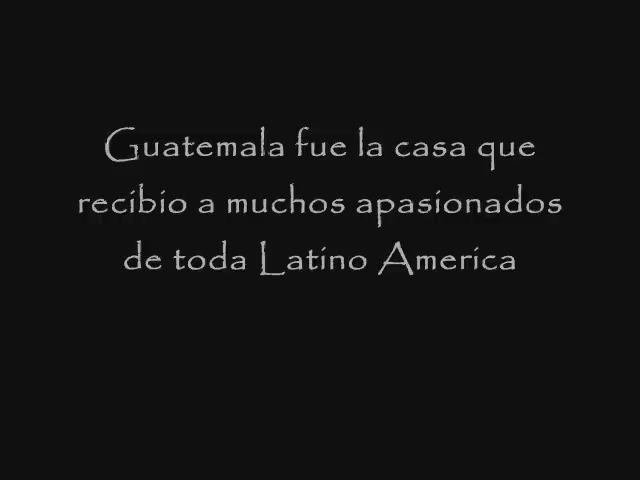 Guatemala fue la casa que
recibio a muchos apasionados
de toda Latino America